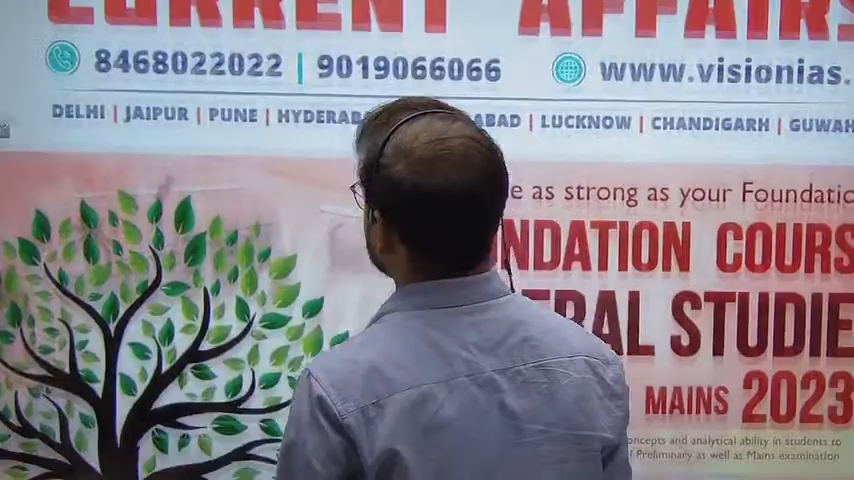 CURRENT AFFAIRS
8468022022 | 9019066066 www.visionias.
DELHI | JAIPUR | PUNE | HYDERAB ABAD | LUCKNOW | CHANDIGARH | GUWAH
e as strong as your Foundatio
NDATION COURS
ERAL STUDIE
MAINS 2023
oncepts and analytical ability in students to
f Preliminary as well as Mains examination